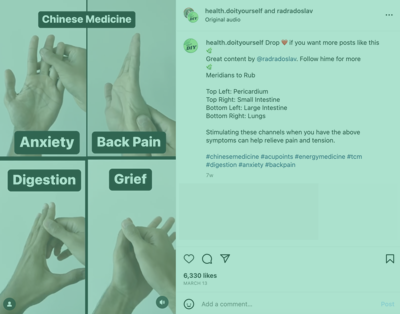 Chinese Medicine
Anxiety
Back Pain
Digestion
Grief
health.doityourself and radradoslav
Original audio
health.doityourself Drop 💎 if you want more posts like this
Great content by @radradoslav. Follow hime for more
Meridians to Rub
Top Left: Pericardium
Top Right: Small Intestine
Bottom Left: Large Intestine
Bottom Right: Lungs
Stimulating these channels when you have the above
symptoms can help relieve pain and tension.
#chinesemedicine #acupoints #energymedicine #tcm
#digestion #anxiety #backpain
7w
6,330 likes
MARCH 13
Add a comment...
Post